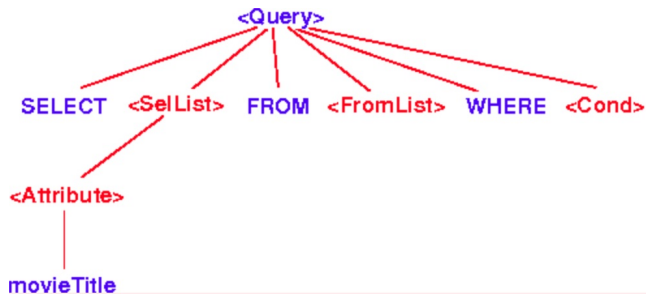 <Query>
SELECT <SelList> FROM <FromList> WHERE <Cond>
<Attribute>
movieTitle